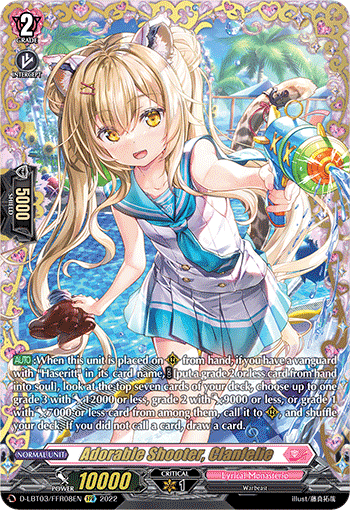 2
GRADE
INTERCEPT
5000
SHIELD
AUTO :When this unit is placed on R from hand, if you have a vanguard
with "Haseritt" in its card name, [put a grade 2 or less card from hand
into soul], look at the top seven cards of your deck, choose up to one
grade 3 with ☓12000 or less, grade 2 with ☓9000 or less, or grade 1
with ☓7000 or less card from among them, call it to R, and shuffle
your deck. If you did not call a card, draw a card.
NORMAL UNIT
Adorable Shooter, Clanielle
Lyrical Monasterio
POWER 10000
CRITICAL
1
Warbeast
D-LBT03/FFR08EN FFR 2022
illust/藤真拓哉